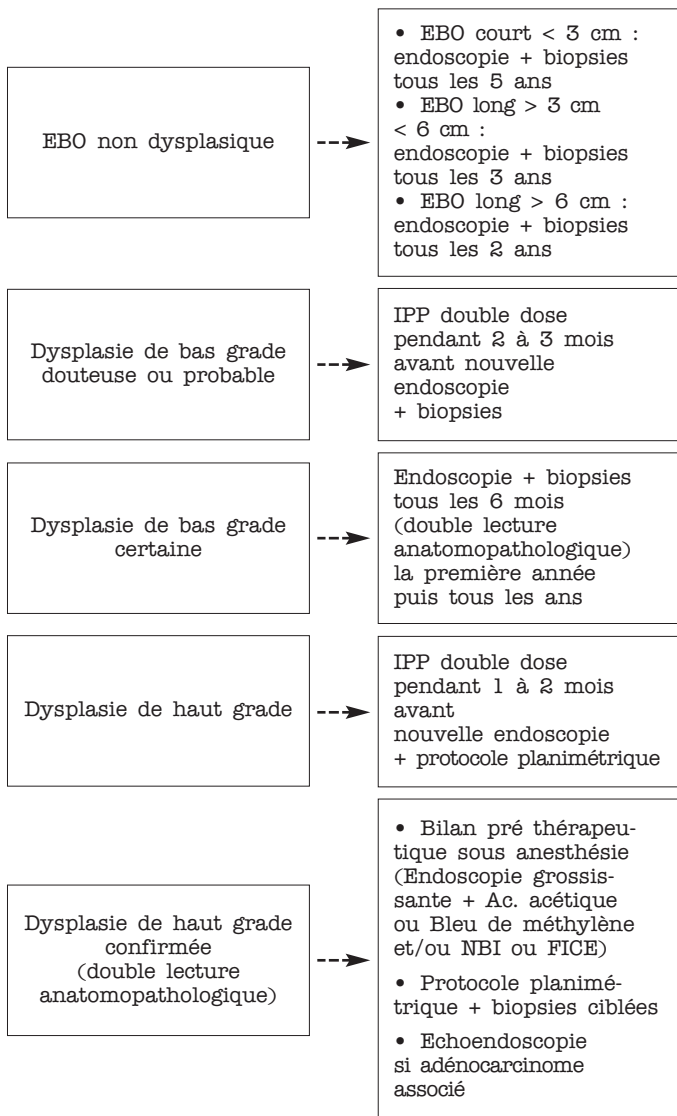 EBO non dysplasique
• EBO court < 3 cm :
endoscopie + biopsies
tous les 5 ans
• EBO long > 3 cm
< 6 cm :
endoscopie + biopsies
tous les 3 ans
• EBO long > 6 cm :
endoscopie + biopsies
tous les 2 ans
Dysplasie de bas grade
douteuse ou probable
IPP double dose
pendant 2 à 3 mois
avant nouvelle
endoscopie
+ biopsies
Dysplasie de bas grade
certaine
Endoscopie + biopsies
tous les 6 mois
(double lecture
anatomopathologique)
la première année
puis tous les ans
Dysplasie de haut grade
IPP double dose
pendant 1 à 2 mois
avant
nouvelle endoscopie
+ protocole planimétrique
Dysplasie de haut grade
confirmée
(double lecture
anatomopathologique)
• Bilan pré thérapeu-
tique sous anesthésie
(Endoscopie grossis-
sante + Ac. acétique
ou Bleu de méthylène
et/ou NBI ou FICE)
• Protocole planimé-
trique + biopsies ciblées
• Echoendoscopie
si adénocarcinome
associé